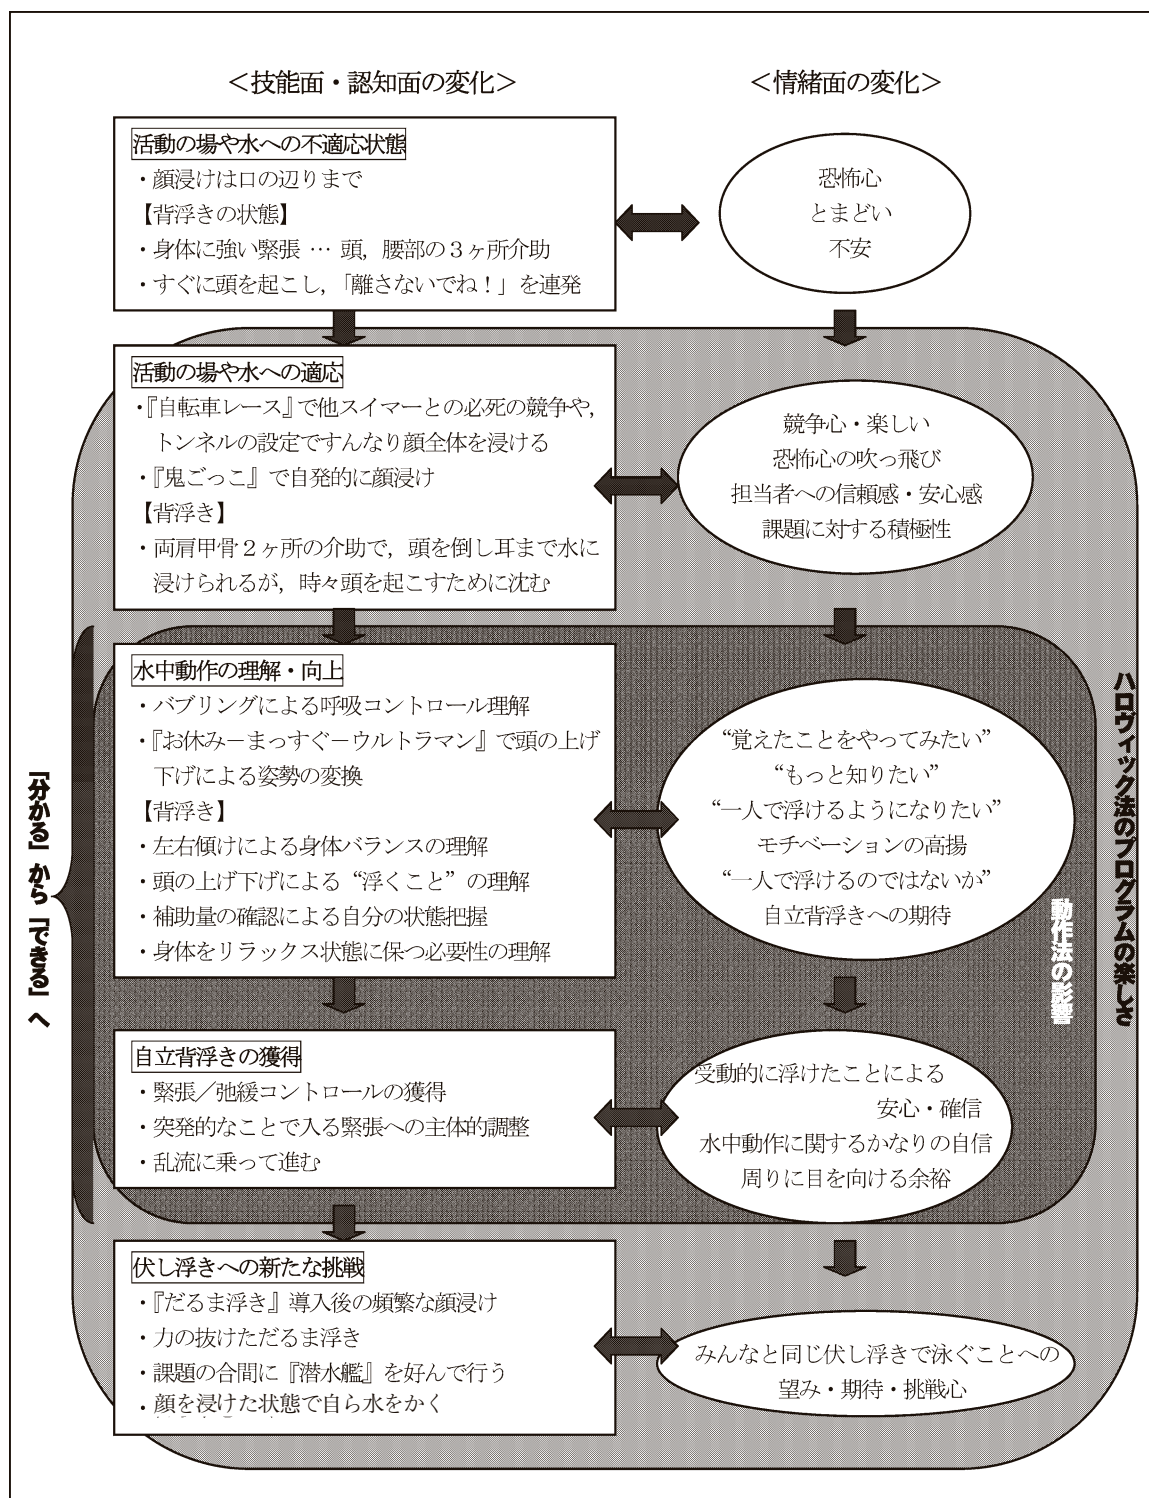 ＜技能面・認知面の変化＞
＜情緒面の変化＞
活動の場や水への不適応状態
・顔浸けは口の辺りまで
【背浮きの状態】
・身体に強い緊張 … 頭，腰部の３ヶ所介助
・すぐに頭を起こし，「離さないでね！」を連発
恐怖心
とまどい
不安
活動の場や水への適応
・『自転車レース』で他スイマーとの必死の競争や，
トンネルの設定ですんなり顔全体を浸ける
・『鬼ごっこ』で自発的に顔浸け
【背浮き】
・両肩甲骨２ヶ所の介助で，頭を倒し耳まで水に
浸けられるが，時々頭を起こすために沈む
競争心・楽しい
恐怖心の吹っ飛び
担当者への信頼感・安心感
課題に対する積極性
水中動作の理解・向上
・バブリングによる呼吸コントロール理解
・『お休み－まっすぐ－ウルトラマン』で頭の上げ
下げによる姿勢の変換
【背浮き】
・左右傾けによる身体バランスの理解
・頭の上げ下げによる“浮くこと”の理解
・補助量の確認による自分の状態把握
・身体をリラックス状態に保つ必要性の理解
“覚えたことをやってみたい”
“もっと知りたい”
“一人で浮けるようになりたい”
モチベーションの高揚
“一人で浮けるのではないか”
自立背浮きへの期待
自立背浮きの獲得
・緊張／弛緩コントロールの獲得
・突発的なことで入る緊張への主体的調整
・乱流に乗って進む
受動的に浮けたことによる
安心・確信
水中動作に関するかなりの自信
周りに目を向ける余裕
伏し浮きへの新たな挑戦
・『だるま浮き』導入後の頻繁な顔浸け
・力の抜けただるま浮き
・課題の合間に『潜水艦』を好んで行う
・顔を浸けた状態で自ら水をかく
みんなと同じ伏し浮きで泳ぐことへの
望み・期待・挑戦心
「分かる」から「できる」へ
動作法の影響
ハロヴィック法のプログラムの楽しさ